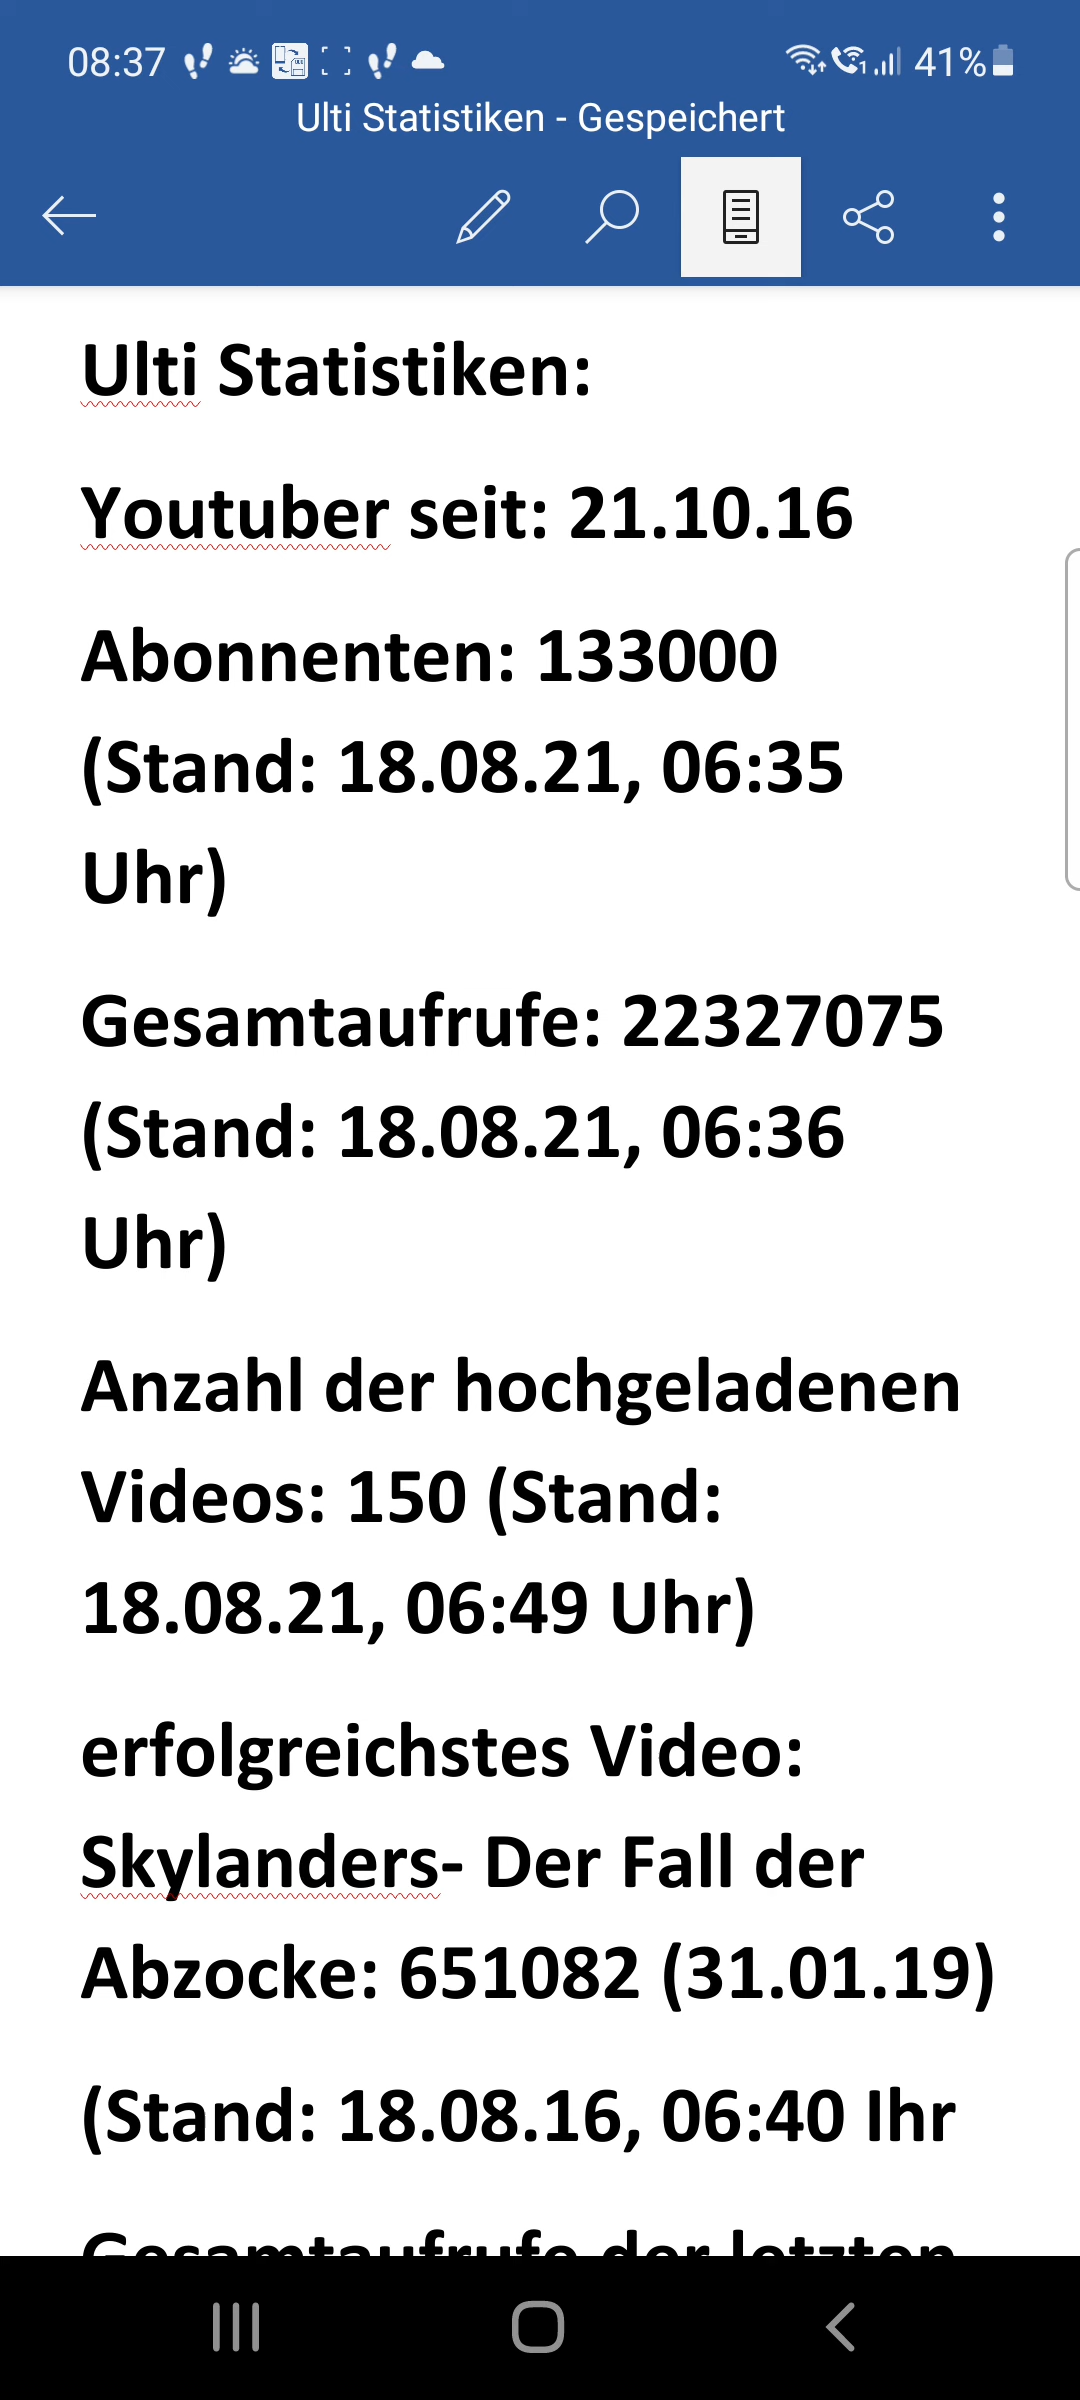 08:37
41%
Ulti Statistiken - Gespeichert
Ulti Statistiken:
Youtuber seit: 21.10.16
Abonnenten: 133000
(Stand: 18.08.21, 06:35
Uhr)
Gesamtaufrufe: 22327075
(Stand: 18.08.21, 06:36
Uhr)
Anzahl der hochgeladenen
Videos: 150 (Stand:
18.08.21, 06:49 Uhr)
erfolgreichstes Video:
Skylanders- Der Fall der
Abzocke: 651082 (31.01.19)
(Stand: 18.08.16, 06:40 Ihr
Gesamtaufrufe der letzten